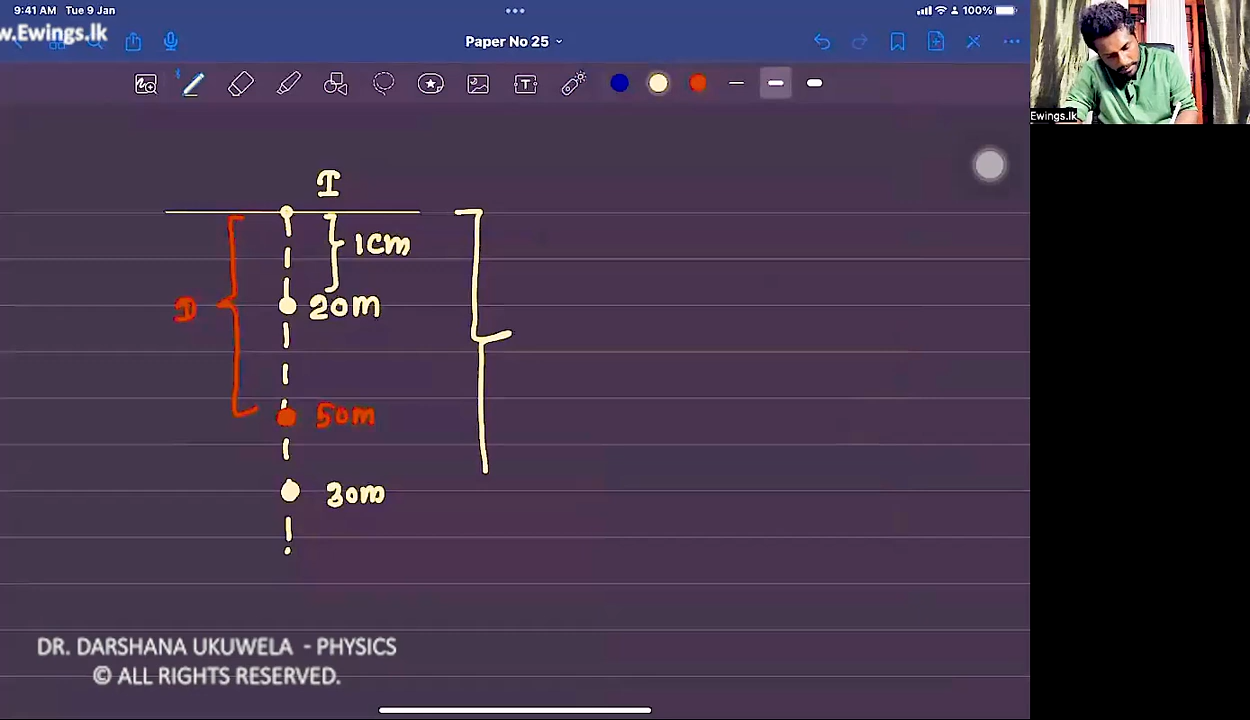 9:41 AM Tue 9 Jan
100%
w.Ewings.lk
Paper No 25
T
I
1cm
D
20m
50m
30m
Ewings.lk
DR. DARSHANA UKUWELA - PHYSICS
© ALL RIGHTS RESERVED.